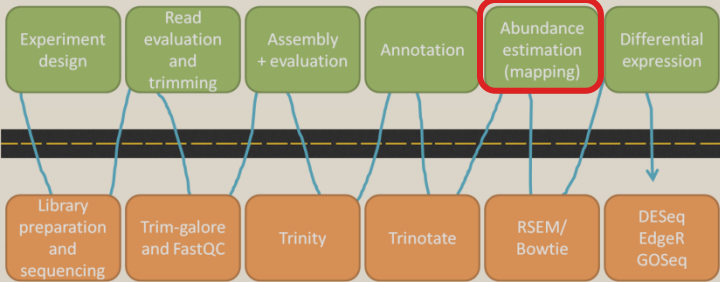 Experiment
design
Read
evaluation
and
trimming
Assembly
+ evaluation
Annotation
Abundance
estimation
(mapping)
Differential
expression
Library
preparation
and
sequencing
Trim-galore
and FastQC
Trinity
Trinotate
RSEM/
Bowtie
DESeq
EdgeR
GOSeq